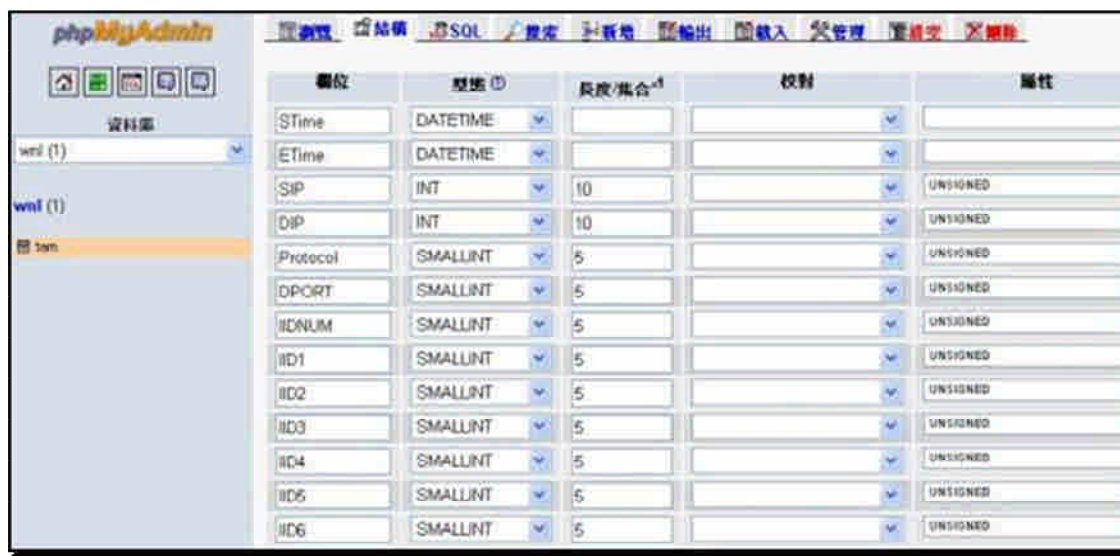 phpMyAdmin
瀏覽 結構 SQL 搜索 新增 輸出 載入 管理 清空 刪除
資料庫
wnl (1)
wnl (1)
欄位 型態 長度/集合*1 校對 屬性
STime DATETIME
ETime DATETIME
SIP INT 10 UNSIGNED
DIP INT 10 UNSIGNED
Protocol SMALLINT 5 UNSIGNED
DPORT SMALLINT 5 UNSIGNED
IIDNUM SMALLINT 5 UNSIGNED
IID1 SMALLINT 5 UNSIGNED
IID2 SMALLINT 5 UNSIGNED
IID3 SMALLINT 5 UNSIGNED
IID4 SMALLINT 5 UNSIGNED
IID5 SMALLINT 5 UNSIGNED
IID6 SMALLINT 5 UNSIGNED